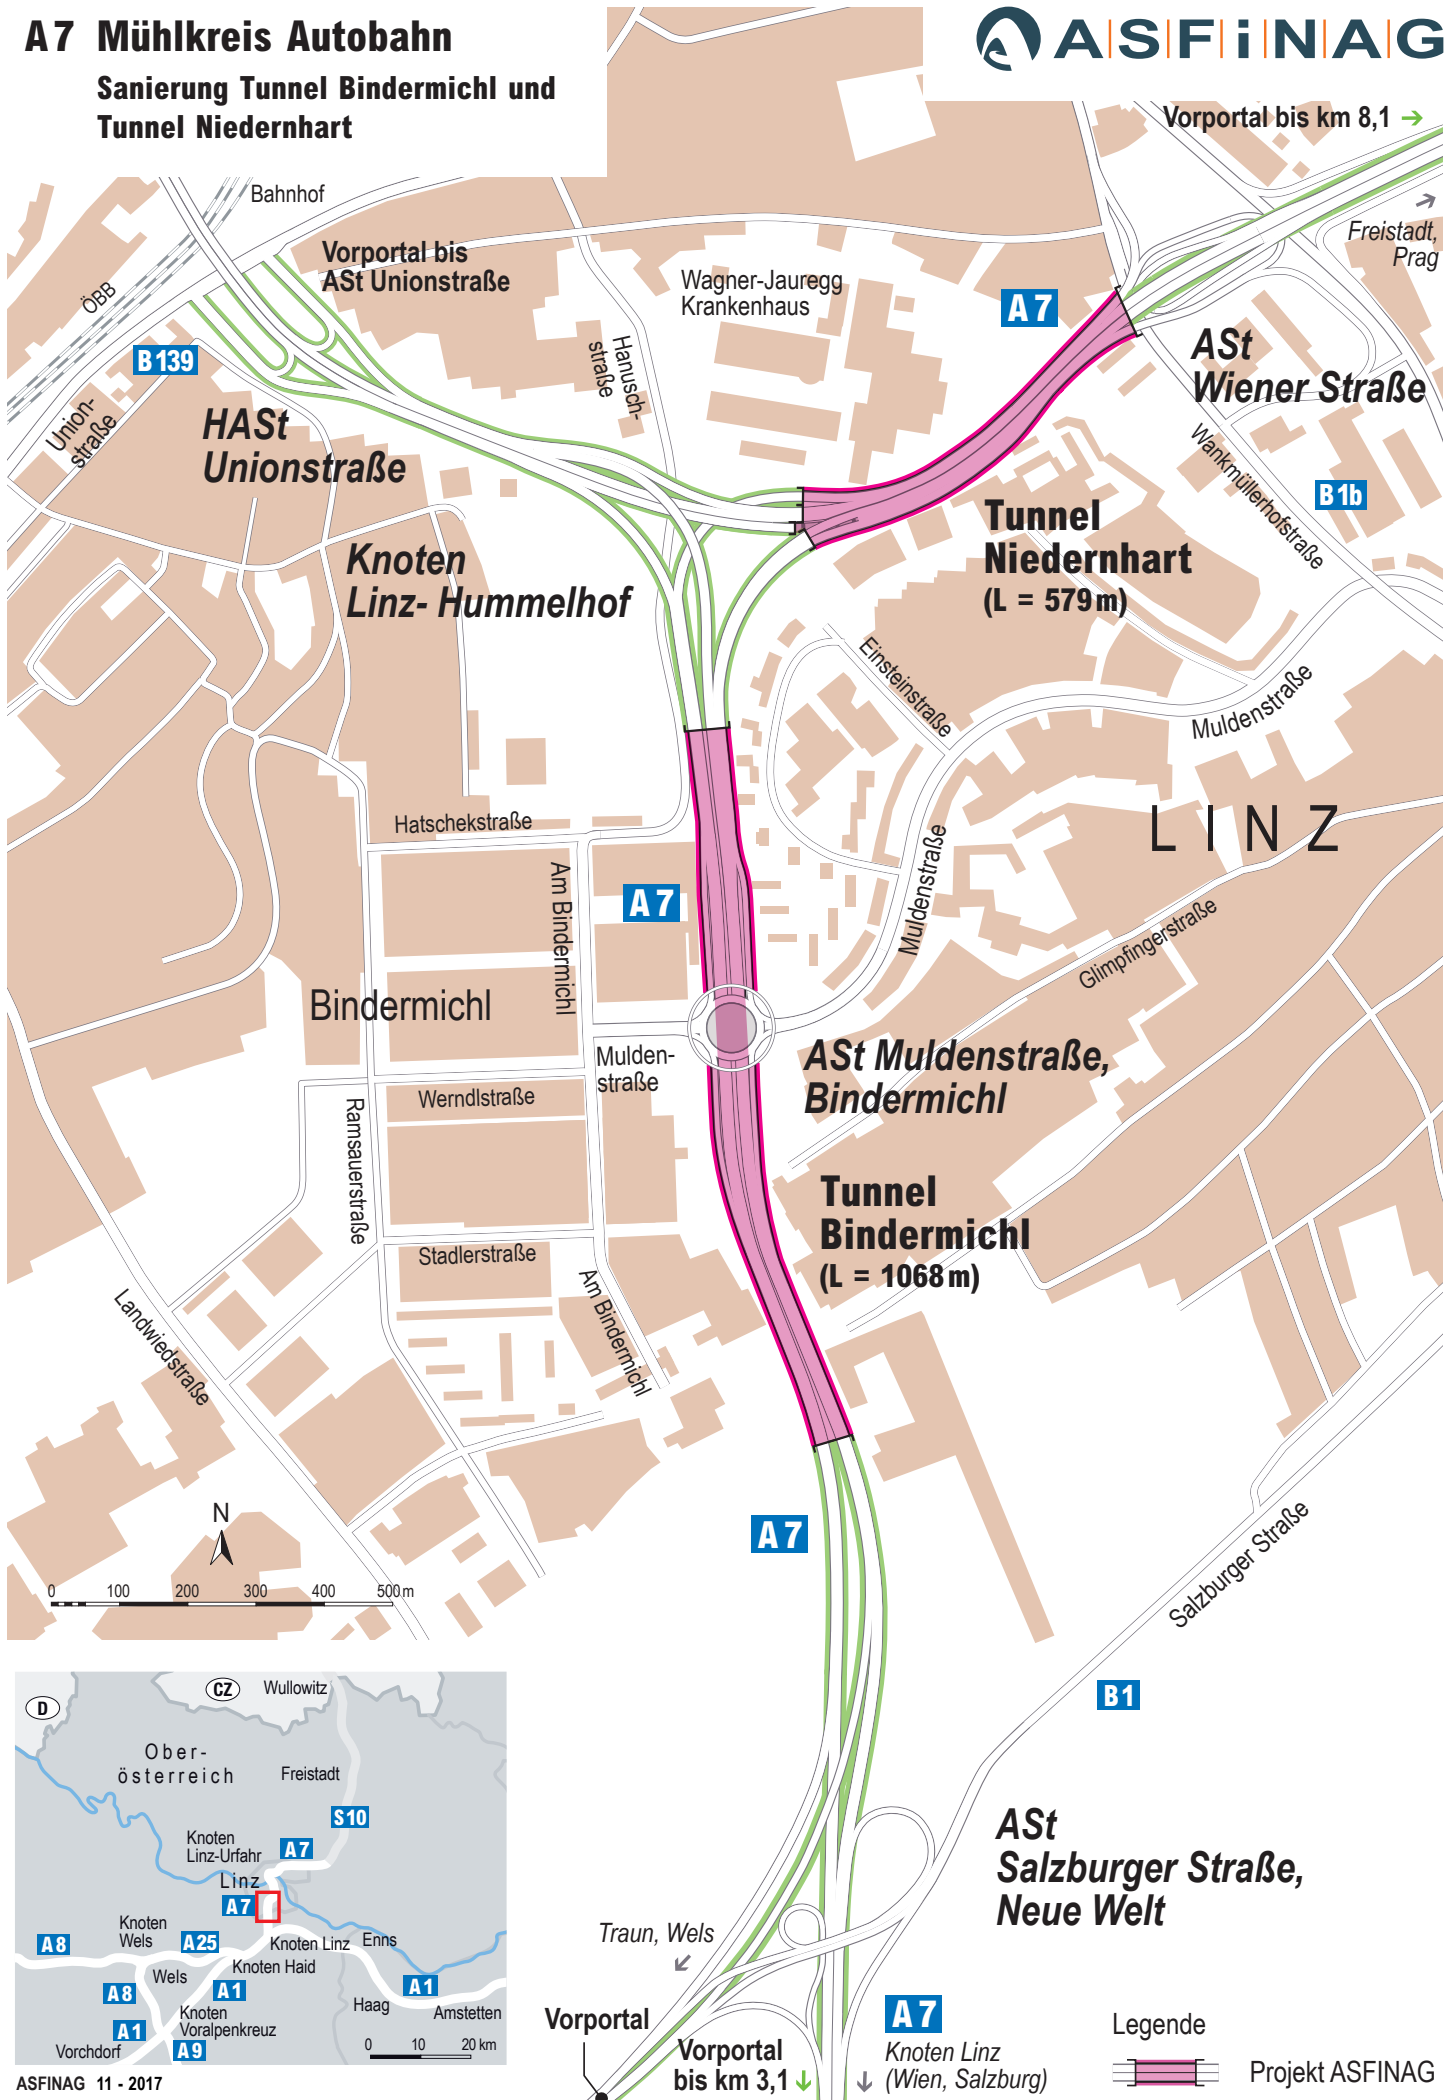 A7 Mühlkreis Autobahn
Sanierung Tunnel Bindermichl und
Tunnel Niedernhart
ASFiNAG
Vorportal bis km 8,1
Bahnhof
ÖBB
Vorportal bis
ASt Unionstraße
Wagner-Jauregg
Krankenhaus
Freistadt,
Prag
A7
B139
Hanusch-
straße
ASt
Wiener Straße
Union-
straße
HASt
Unionstraße
Wankmüllerhofstraße
B1b
Tunnel
Niedernhart
(L = 579m)
Knoten
Linz- Hummelhof
Einsteinstraße
Muldenstraße
Hatschekstraße
LINZ
Am Bindermichl
A7
Muldenstraße
Glimpfingerstraße
Bindermichl
Mulden-
straße
ASt Muldenstraße,
Bindermichl
Werndlstraße
Ramsauerstraße
Tunnel
Bindermichl
(L = 1068m)
Stadlerstraße
Am Bindermichl
Landwiedstraße
N
0 100 200 300 400 500m
A7
Salzburger Straße
B1
D
CZ
Wullowitz
Ober-
österreich
Freistadt
S10
Knoten
Linz-Urfahr
A7
Linz
A7
Knoten
Wels
A8
A25
Knoten Linz
Enns
Knoten Haid
Wels
A8
A1
A1
Haag
Amstetten
Knoten
Voralpenkreuz
A1
Vorchdorf
A9
0 10 20 km
ASFINAG 11 - 2017
ASt
Salzburger Straße,
Neue Welt
Traun, Wels
Vorportal
Vorportal
bis km 3,1
A7
Knoten Linz
(Wien, Salzburg)
Legende
Projekt ASFINAG